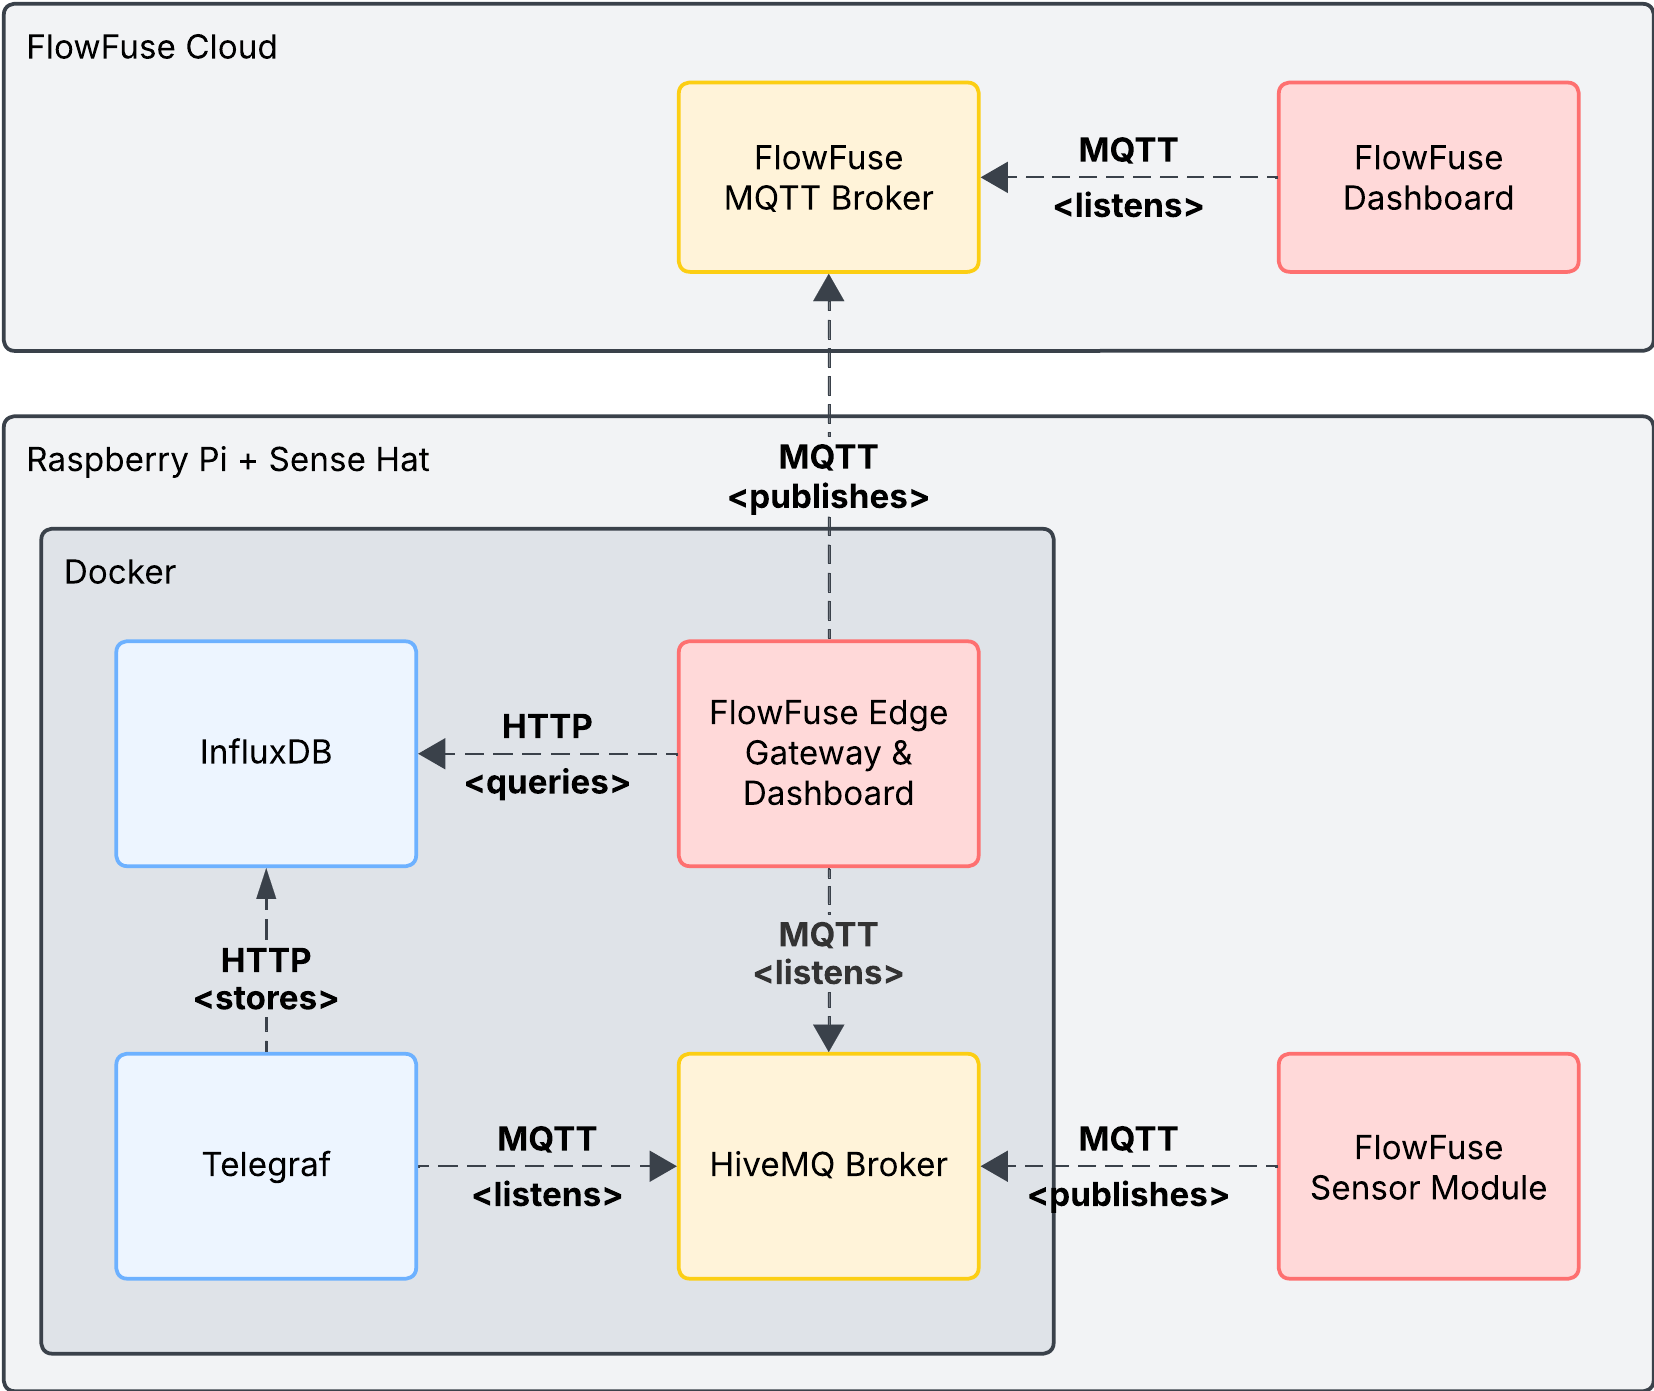 FlowFuse Cloud
FlowFuse
MQTT Broker
MQTT
<listens>
FlowFuse
Dashboard
MQTT
<publishes>
Raspberry Pi + Sense Hat
Docker
InfluxDB
HTTP
<queries>
FlowFuse Edge
Gateway &
Dashboard
HTTP
<stores>
MQTT
<listens>
Telegraf
MQTT
<listens>
HiveMQ Broker
MQTT
<publishes>
FlowFuse
Sensor Module